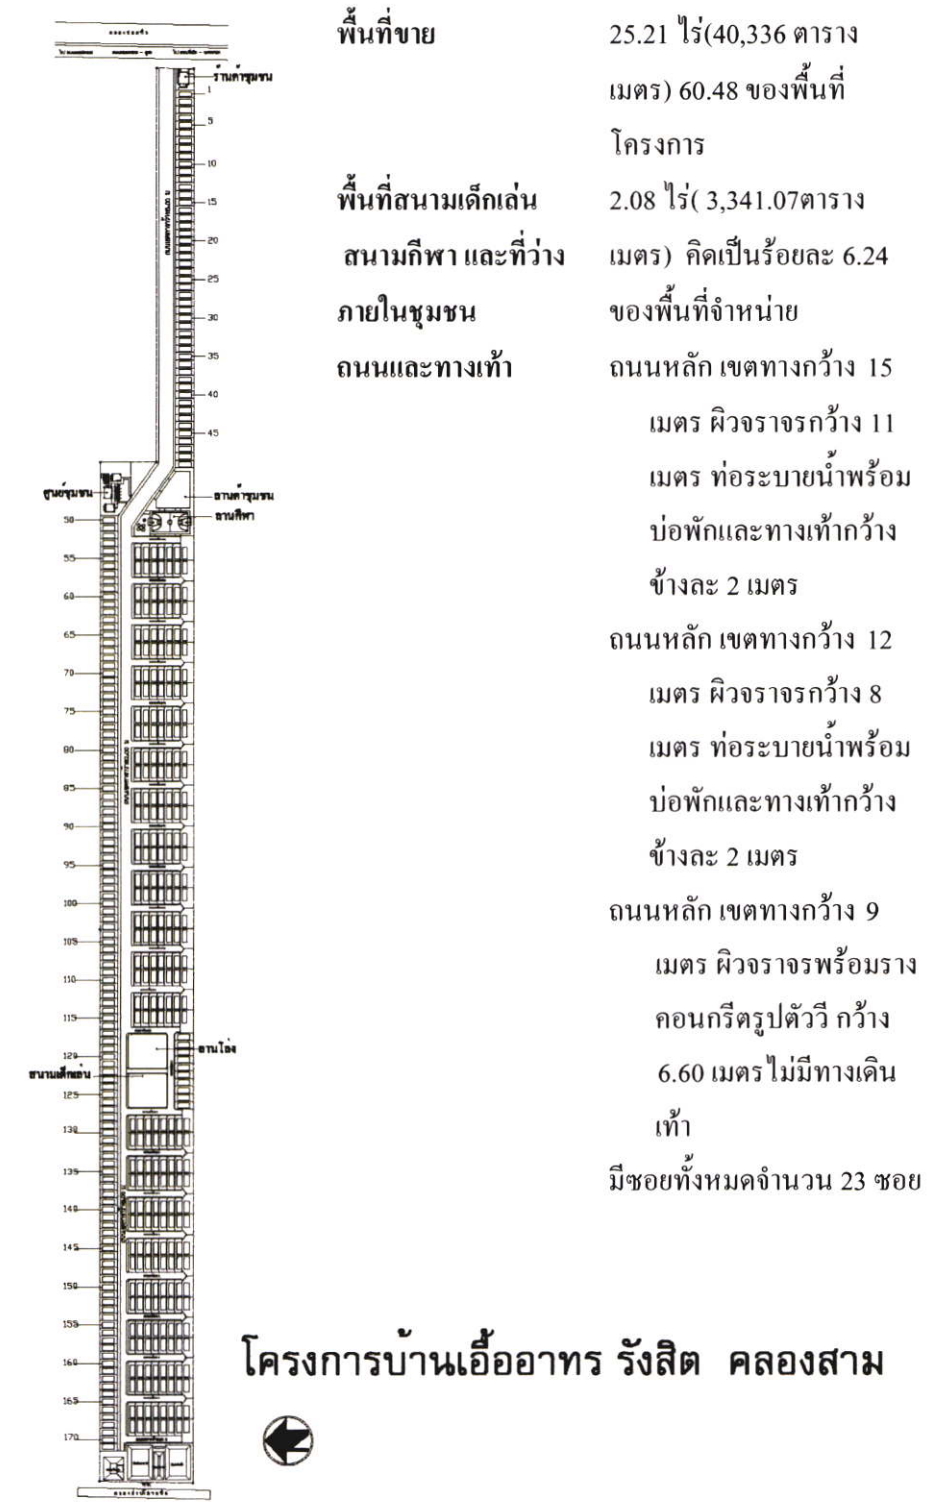 พื้นที่ขาย
25.21 ไร่(40,336 ตาราง
เมตร) 60.48 ของพื้นที่
โครงการ
พื้นที่สนามเด็กเล่น
สนามกีฬา และที่ว่าง
ภายในชุมชน
2.08 ไร่( 3,341.07ตาราง
เมตร) คิดเป็นร้อยละ 6.24
ของพื้นที่จำหน่าย
ถนนและทางเท้า
ถนนหลัก เขตทางกว้าง 15
เมตร ผิวจราจรกว้าง 11
เมตร ท่อระบายน้ำพร้อม
บ่อพักและทางเท้ากว้าง
ข้างละ 2 เมตร
ถนนหลัก เขตทางกว้าง 12
เมตร ผิวจราจรกว้าง 8
เมตร ท่อระบายน้ำพร้อม
บ่อพักและทางเท้ากว้าง
ข้างละ 2 เมตร
ถนนหลัก เขตทางกว้าง 9
เมตร ผิวจราจรพร้อมราง
คอนกรีตรูปตัววี กว้าง
6.60 เมตร ไม่มีทางเดิน
เท้า
มีซอยทั้งหมดจำนวน 23 ซอย
ร้านค้าชุมชน
1
5
10
15
20
25
30
35
40
45
ศูนย์ชุมชน
ลานค้าชุมชน
ลานกีฬา
50
55
60
65
70
75
80
85
90
95
100
105
110
115
ลานโล่ง
120
สนามเด็กเล่น
125
130
135
140
145
150
155
160
165
170
โครงการบ้านเอื้ออาทร รังสิต คลองสาม